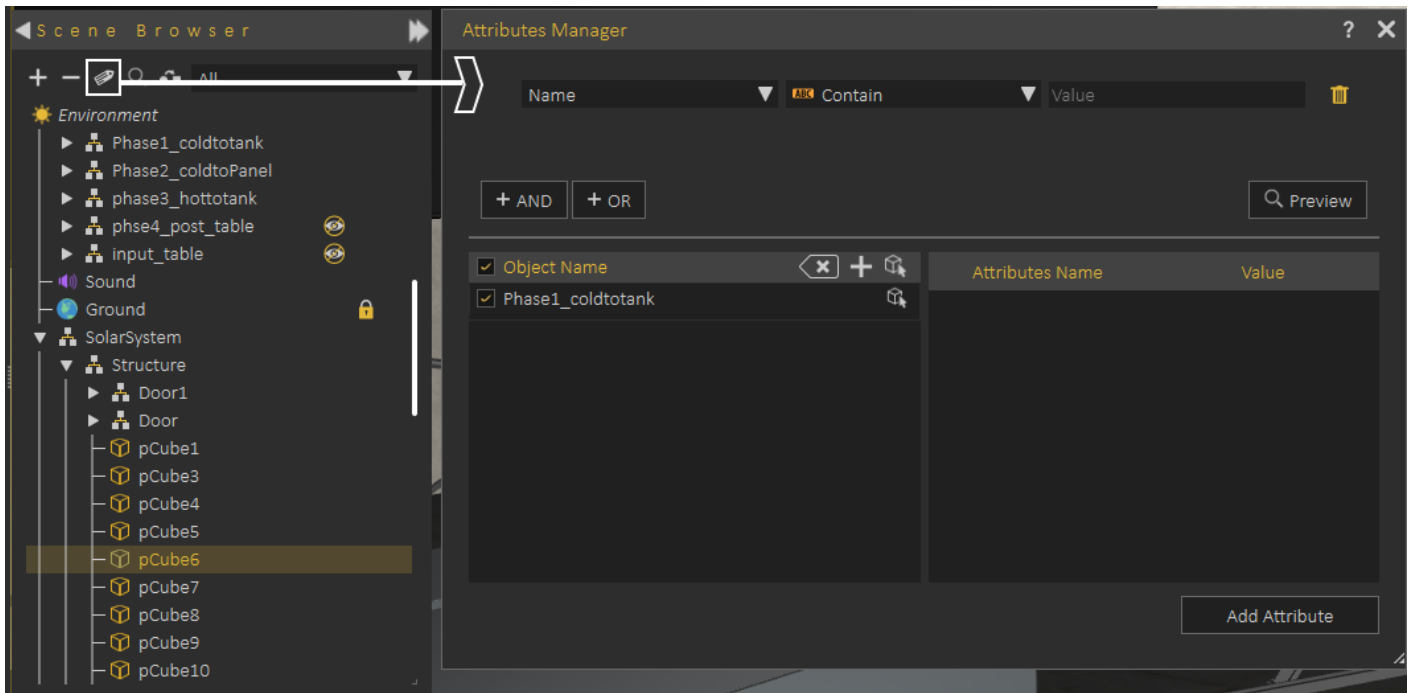 Scene Browser
All
Environment
Phase1_coldtotank
Phase2_coldtoPanel
phase3_hottotank
phse4_post_table
input_table
Sound
Ground
SolarSystem
Structure
Door1
Door
pCube1
pCube3
pCube4
pCube5
pCube6
pCube7
pCube8
pCube9
pCube10
Attributes Manager ?
Name ABC Contain Value
+ AND + OR Preview
Object Name
Phase1_coldtotank
Attributes Name Value
Add Attribute